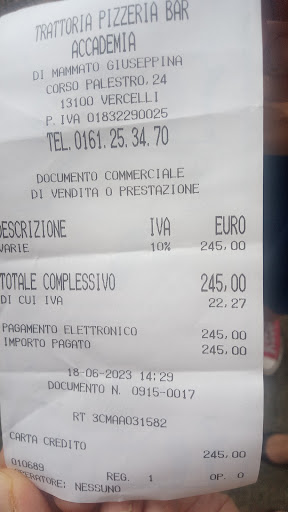 TRATTORIA PIZZERIA BAR
ACCADEMIA
DI MAMMATO GIUSEPPINA
CORSO PALESTRO,24
13100 VERCELLI
P.IVA 01832290025
TEL.0161.25.34.70
DOCUMENTO COMMERCIALE
DI VENDITA O PRESTAZIONE
DESCRIZIONE IVA EURO
VARIE 10% 245,00
TOTALE COMPLESSIVO 245,00
DI CUI IVA 22,27
PAGAMENTO ELETTRONICO 245,00
IMPORTO PAGATO 245,00
18-06-2023 14:29
DOCUMENTO N. 0915-0017
RT 3CMAA031582
CARTA CREDITO 245,00
010689 REG. 1 OP. 0
OPERATORE: NESSUNO